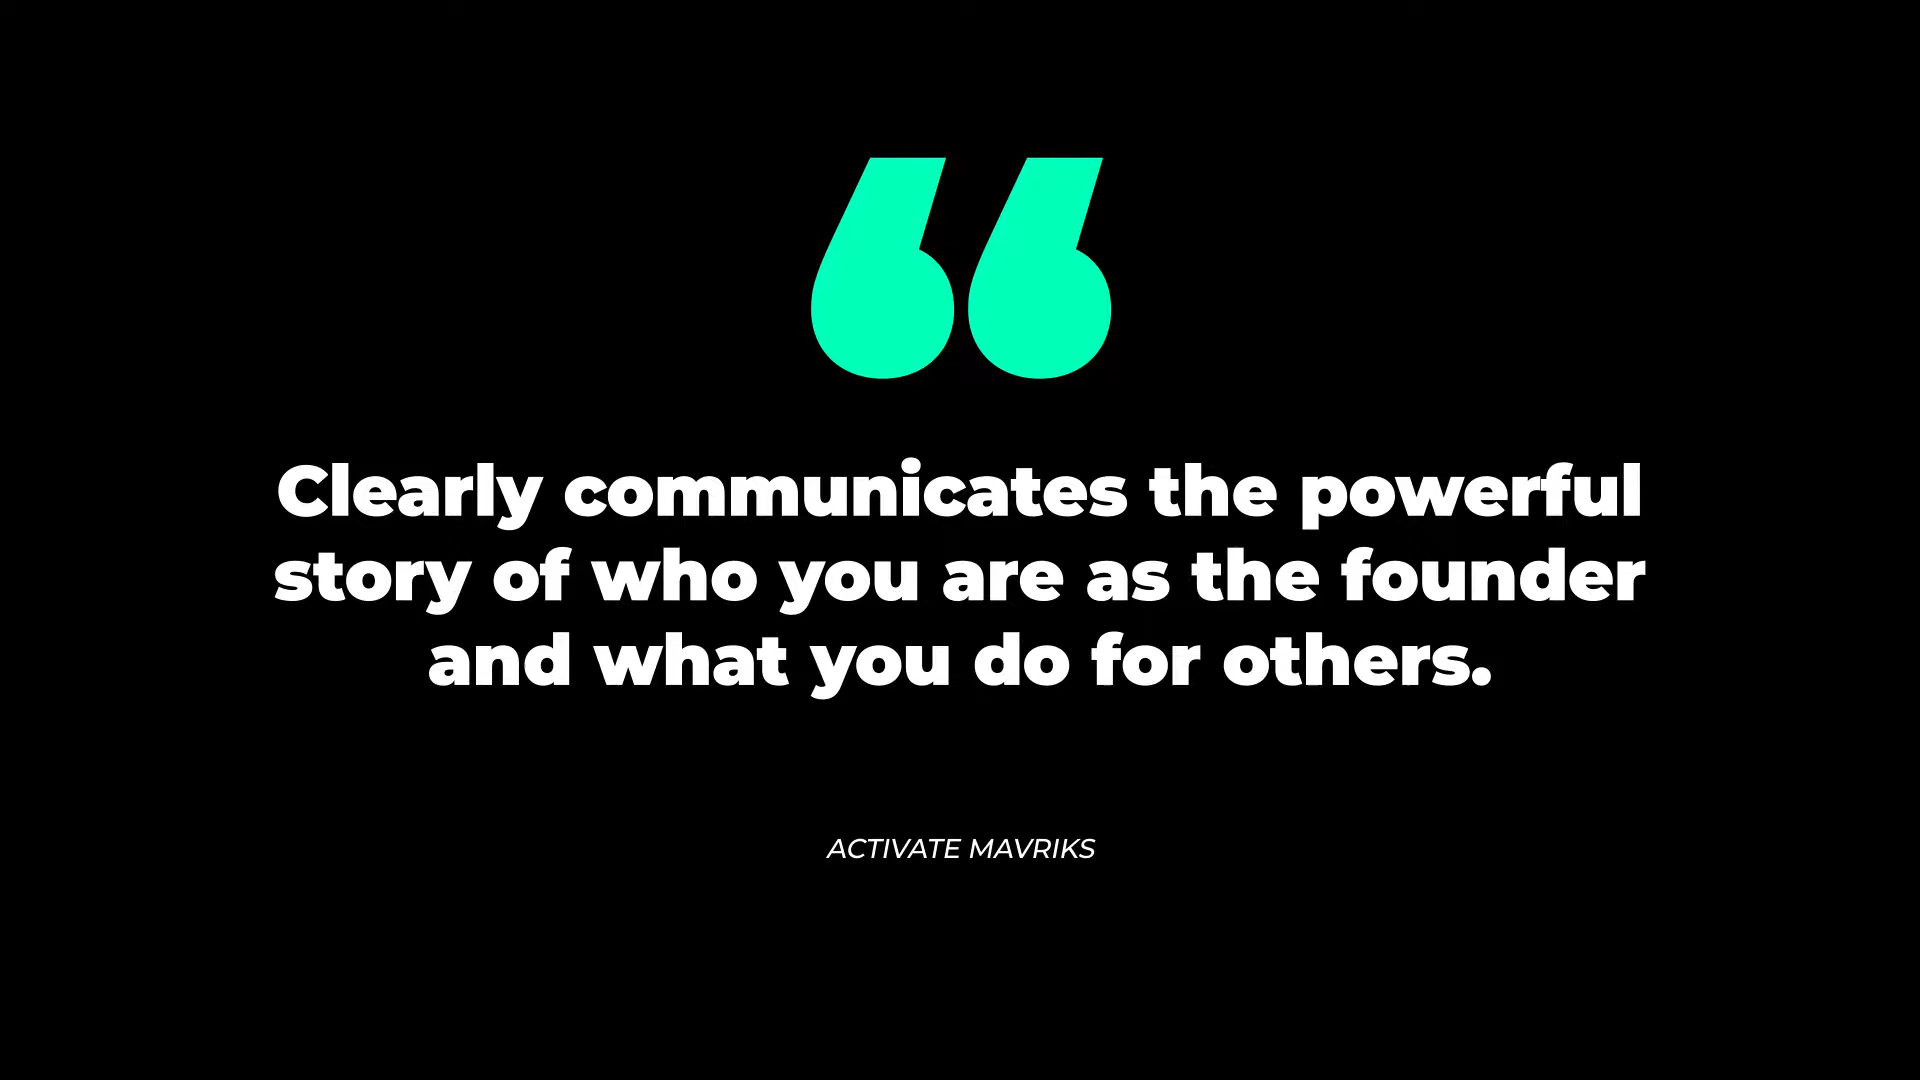 “
Clearly communicates the powerful
story of who you are as the founder
and what you do for others.
ACTIVATE MAVRIKS